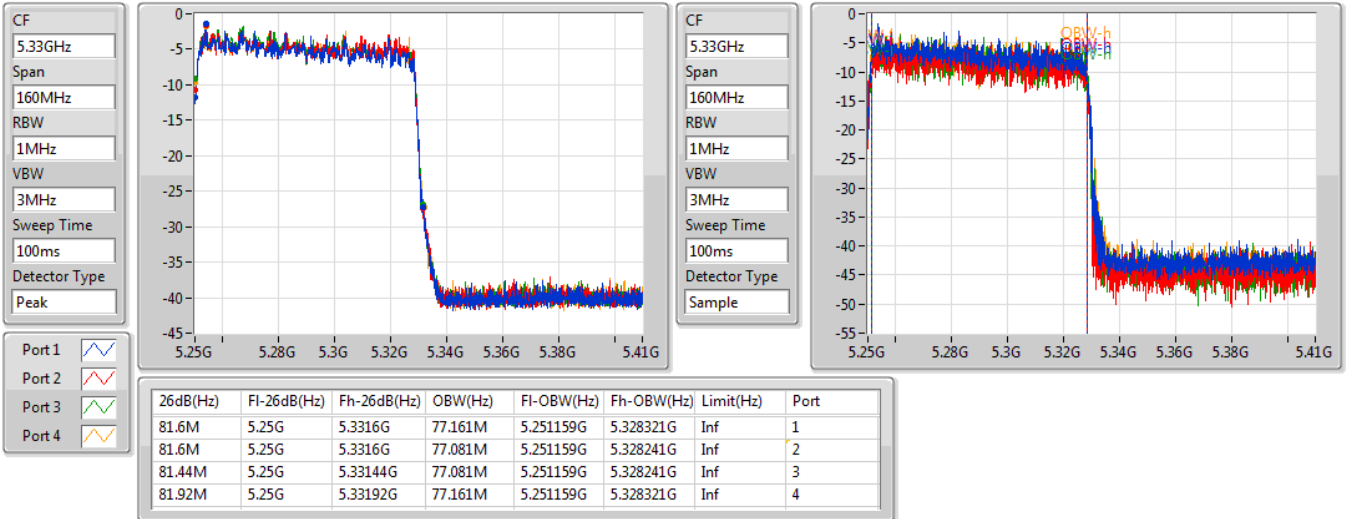 CF
5.33GHz
Span
160MHz
RBW
1MHz
VBW
3MHz
Sweep Time
100ms
Detector Type
Peak
Port 1
Port 2
Port 3
Port 4
0
-5
-10
-15
-20
-25
-30
-35
-40
-45
5.25G 5.28G 5.3G 5.32G 5.34G 5.36G 5.38G 5.41G
CF
5.33GHz
Span
160MHz
RBW
1MHz
VBW
3MHz
Sweep Time
100ms
Detector Type
Sample
0
-5
-10
-15
-20
-25
-30
-35
-40
-45
-50
-55
OBW-h
5.25G 5.28G 5.3G 5.32G 5.34G 5.36G 5.38G 5.41G
26dB(Hz) Fl-26dB(Hz) Fh-26dB(Hz) OBW(Hz) Fl-OBW(Hz) Fh-OBW(Hz) Limit(Hz) Port
81.6M 5.25G 5.3316G 77.161M 5.251159G 5.328321G Inf 1
81.6M 5.25G 5.3316G 77.081M 5.251159G 5.328241G Inf 2
81.44M 5.25G 5.33144G 77.081M 5.251159G 5.328241G Inf 3
81.92M 5.25G 5.33192G 77.161M 5.251159G 5.328321G Inf 4